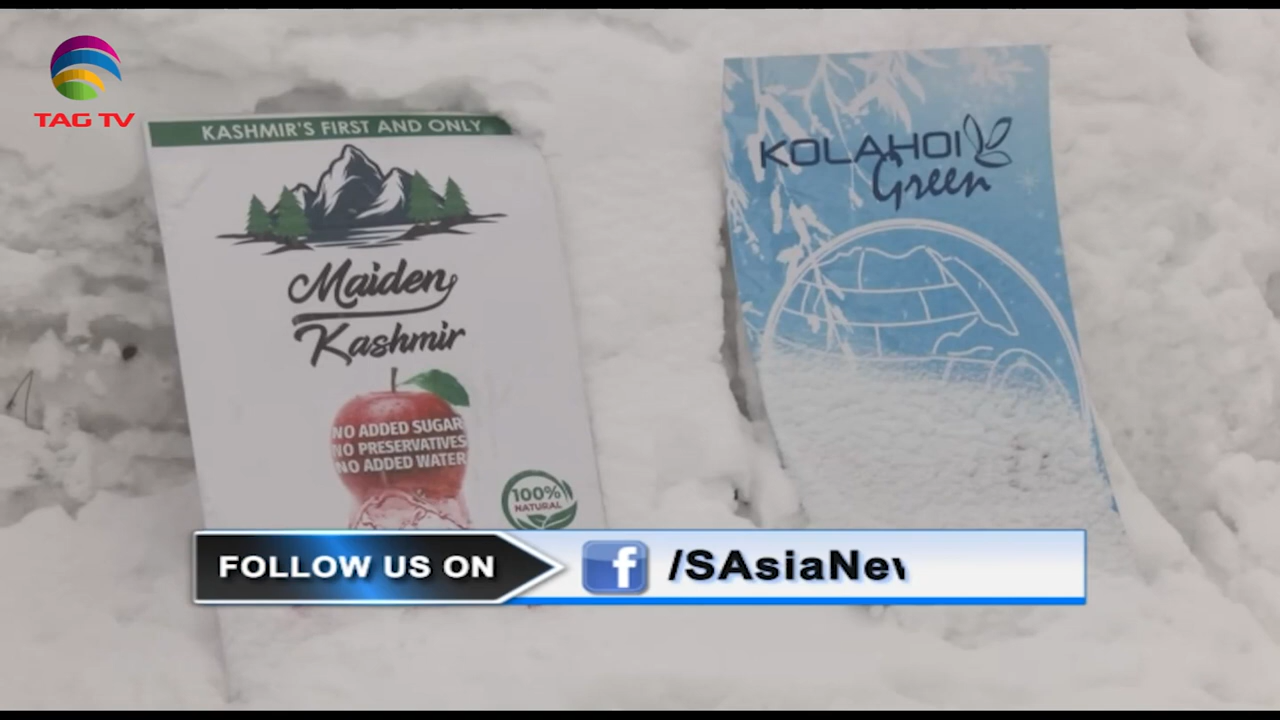 TAG TV
KASHMIR'S FIRST AND ONLY
Maiden
Kashmir
NO ADDED SUGAR
NO PRESERVATIVES
NO ADDED WATER
100%
NATURAL
KOLAHOI
Green
FOLLOW US ON
f /SAsiaNev